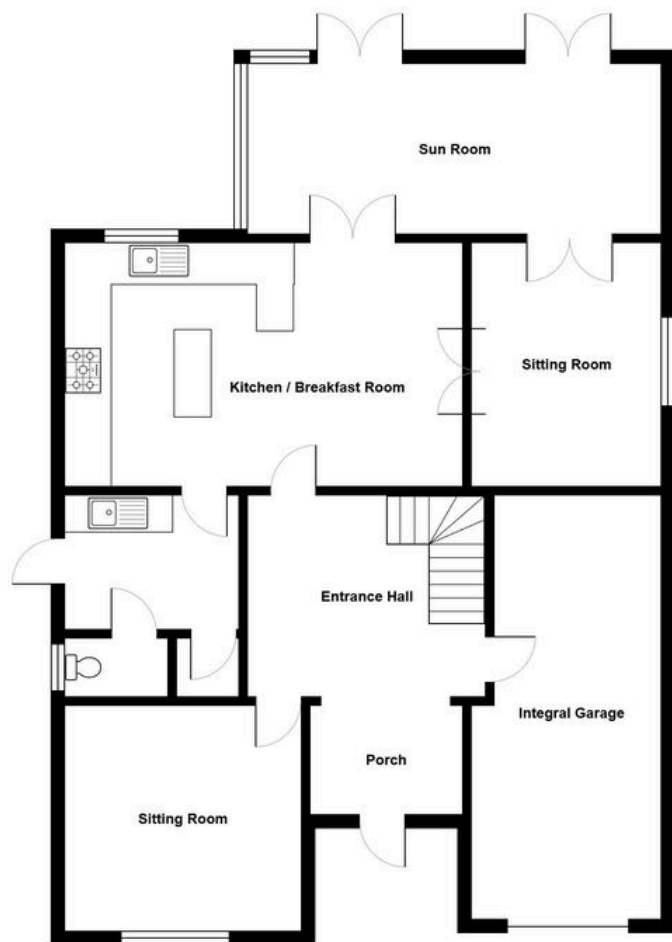 Sun Room
Kitchen / Breakfast Room
Sitting Room
Entrance Hall
Integral Garage
Porch
Sitting Room